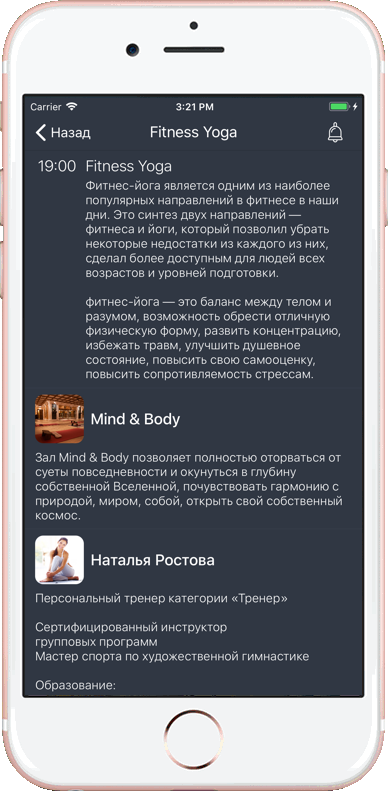 Carrier 3:21 PM
Назад Fitness Yoga
19:00 Fitness Yoga
Фитнес-йога является одним из наиболее
популярных направлений в фитнесе в наши
дни. Это синтез двух направлений —
фитнеса и йоги, который позволил убрать
некоторые недостатки из каждого из них,
сделал более доступным для людей всех
возрастов и уровней подготовки.
фитнес-йога — это баланс между телом и
разумом, возможность обрести отличную
физическую форму, развить концентрацию,
избежать травм, улучшить душевное
состояние, повысить свою самооценку,
повысить сопротивляемость стрессам.
Mind & Body
Зал Mind & Body позволяет полностью оторваться от
суеты повседневности и окунуться в глубину
собственной Вселенной, почувствовать гармонию с
природой, миром, собой, открыть свой собственный
космос.
Наталья Ростова
Персональный тренер категории «Тренер»
Сертифицированный инструктор
групповых программ
Мастер спорта по художественной гимнастике
Образование: